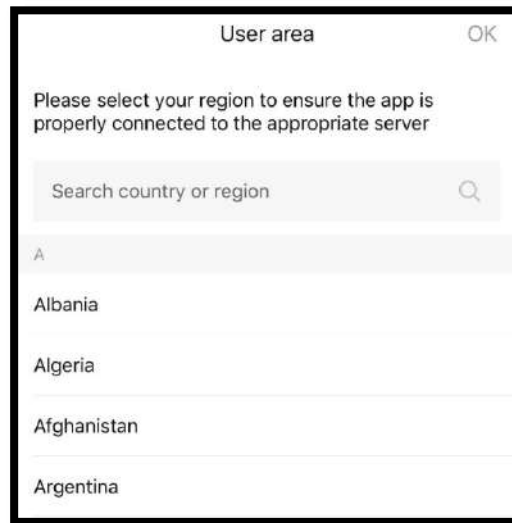 User area
OK
Please select your region to ensure the app is
properly connected to the appropriate server
Search country or region
A
Albania
Algeria
Afghanistan
Argentina